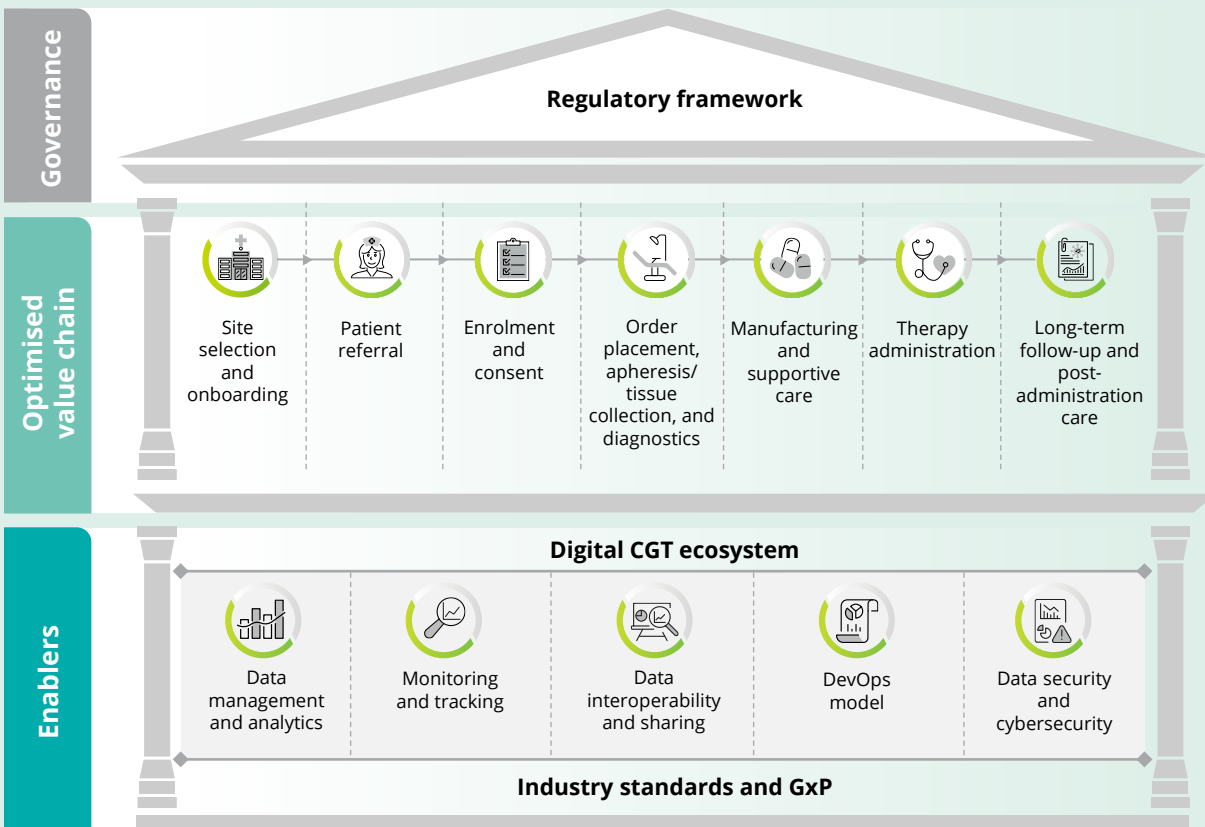 Governance
Regulatory framework
Optimised
value chain
Site
selection
and
onboarding
Patient
referral
Enrolment
and
consent
Order
placement,
apheresis/
tissue
collection, and
diagnostics
Manufacturing
and
supportive
care
Therapy
administration
Long-term
follow-up and
post-
administration
care
Enablers
Digital CGT ecosystem
Data
management
and analytics
Monitoring
and tracking
Data
interoperability
and sharing
DevOps
model
Data security
and
cybersecurity
Industry standards and GxP